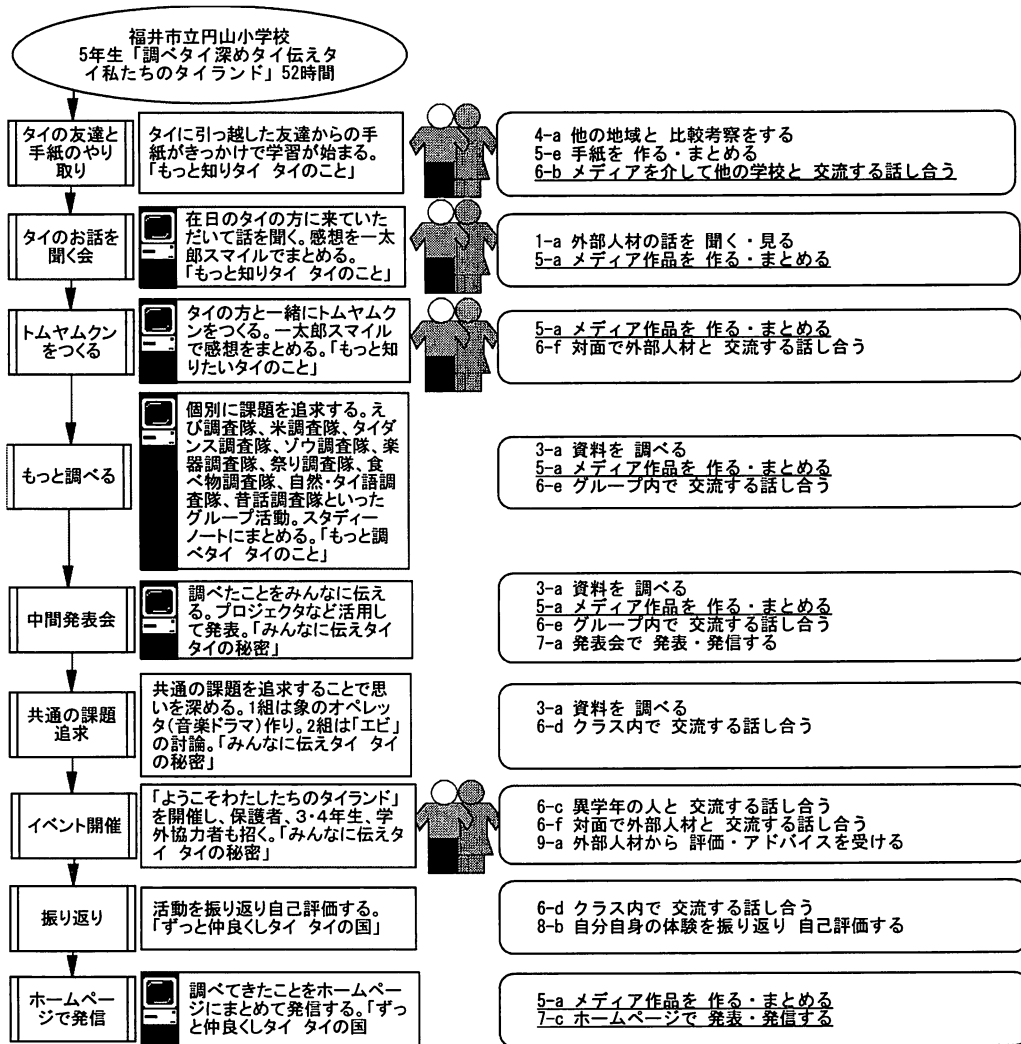 福井市立円山小学校
5年生「調べタイ深めタイ伝えタ
イ私たちのタイランド」52時間
タイの友達と
手紙のやり
取り
タイに引っ越した友達からの手
紙がきっかけで学習が始まる。
「もっと知りタイ タイのこと」
4-a 他の地域と 比較考察をする
5-e 手紙を 作る・まとめる
6-b メディアを介して他の学校と 交流する話し合う
タイのお話を
聞く会
在日のタイの方に来ていた
だいて話を聞く。感想を一太
郎スマイルでまとめる。
「もっと知りタイ タイのこと」
1-a 外部人材の話を 聞く・見る
5-a メディア作品を 作る・まとめる
トムヤムクン
をつくる
タイの方と一緒にトムヤムク
ンをつくる。一太郎スマイル
で感想をまとめる。「もっと知
りたいタイのこと」
5-a メディア作品を 作る・まとめる
6-f 対面で外部人材と 交流する話し合う
もっと調べる
個別に課題を追求する。え
び調査隊、米調査隊、タイダ
ンス調査隊、ゾウ調査隊、楽
器調査隊、祭り調査隊、食
べ物調査隊、自然・タイ語調
査隊、昔話調査隊といった
グループ活動。スタディー
ノートにまとめる。「もっと調
べタイ タイのこと」
3-a 資料を 調べる
5-a メディア作品を 作る・まとめる
6-e グループ内で 交流する話し合う
中間発表会
調べたことをみんなに伝え
る。プロジェクタなど活用し
て発表。「みんなに伝えタイ
タイの秘密」
3-a 資料を 調べる
5-a メディア作品を 作る・まとめる
6-e グループ内で 交流する話し合う
7-a 発表会で 発表・発信する
共通の課題
追求
共通の課題を追求することで思
いを深める。1組は象のオペレッ
タ(音楽ドラマ)作り。2組は「エビ」
の討論。「みんなに伝えタイ タイ
の秘密」
3-a 資料を 調べる
6-d クラス内で 交流する話し合う
イベント開催
「ようこそわたしたちのタイランド」
を開催し、保護者、3・4年生、学
外協力者も招く。「みんなに伝えタ
イ タイの秘密」
6-c 異学年の人と 交流する話し合う
6-f 対面で外部人材と 交流する話し合う
9-a 外部人材から 評価・アドバイスを受ける
振り返り
活動を振り返り自己評価する。
「ずっと仲良くしタイ タイの国」
6-d クラス内で 交流する話し合う
8-b 自分自身の体験を振り返り 自己評価する
ホームペー
ジで発信
調べてきたことをホームペー
ジにまとめて発信する。「ずっ
と仲良くしタイ タイの国
5-a メディア作品を 作る・まとめる
7-c ホームページで 発表・発信する